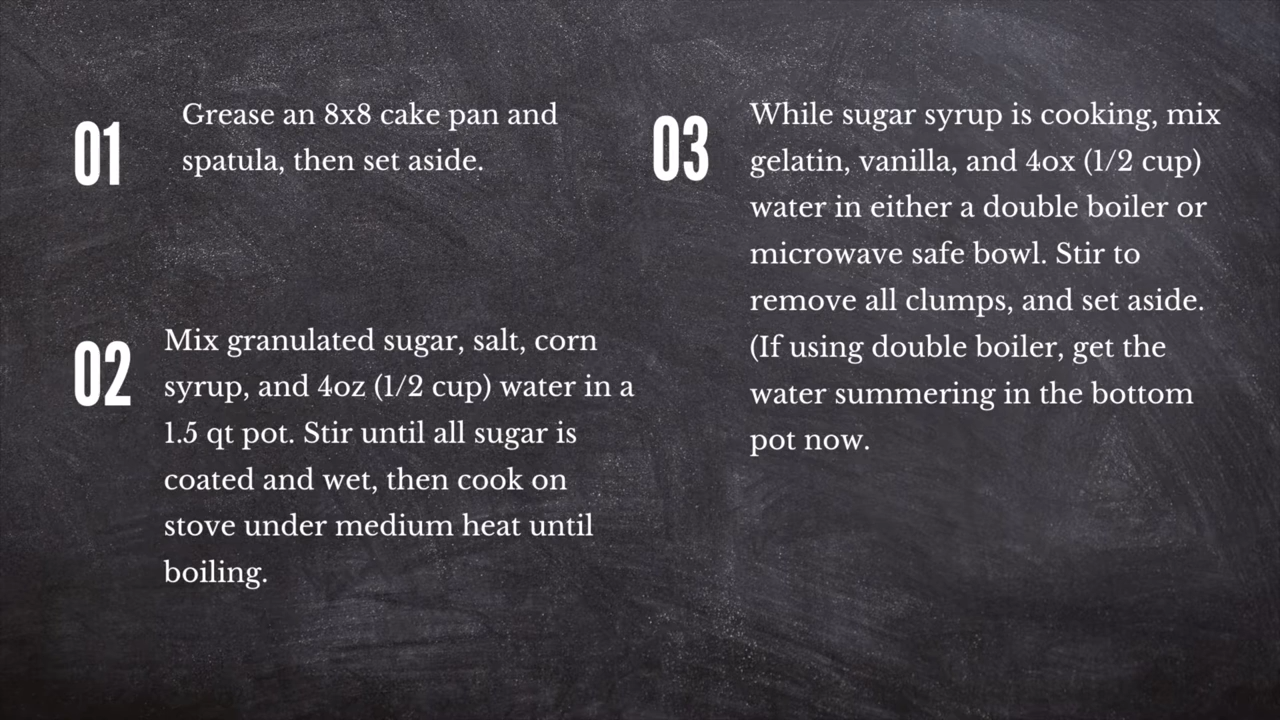 01
Grease an 8x8 cake pan and
spatula, then set aside.
02
Mix granulated sugar, salt, corn
syrup, and 4oz (1/2 cup) water in a
1.5 qt pot. Stir until all sugar is
coated and wet, then cook on
stove under medium heat until
boiling.
03
While sugar syrup is cooking, mix
gelatin, vanilla, and 4ox (1/2 cup)
water in either a double boiler or
microwave safe bowl. Stir to
remove all clumps, and set aside.
(If using double boiler, get the
water summering in the bottom
pot now.